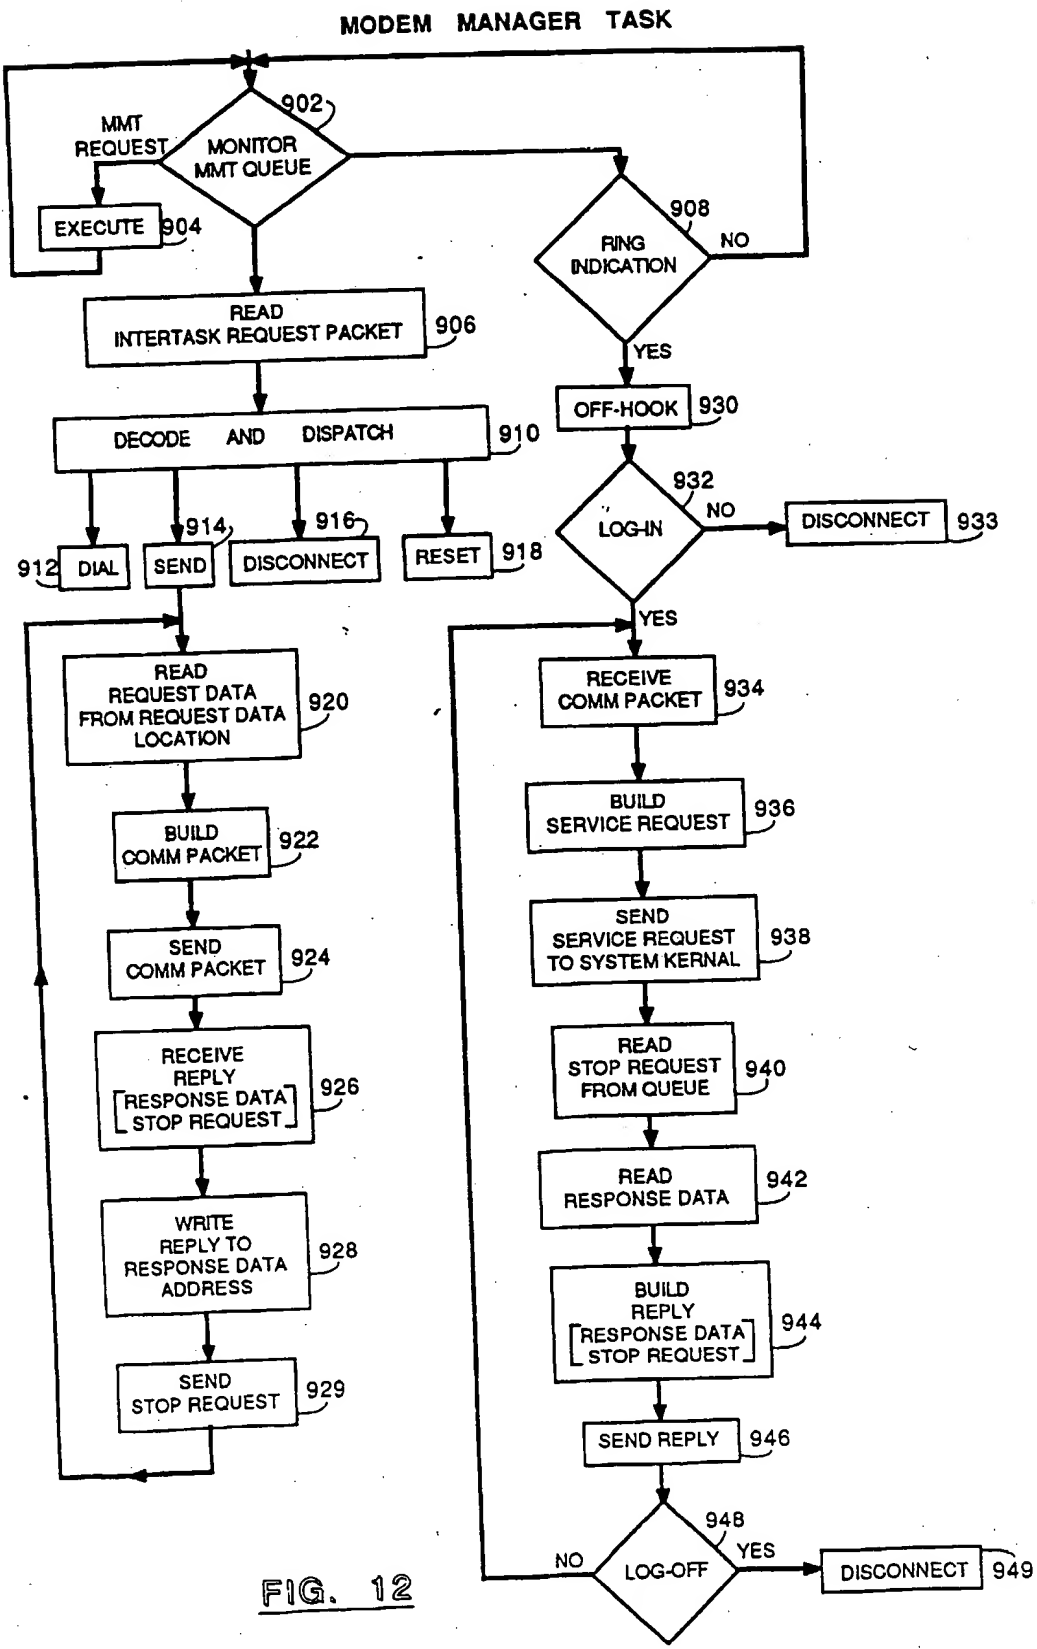 MODEM MANAGER TASK
902
MMT
REQUEST
MONITOR
MMT QUEUE
EXECUTE
904
908
RING
INDICATION
NO
READ
INTERTASK REQUEST PACKET
906
YES
OFF-HOOK
930
DECODE AND DISPATCH
910
932
LOG-IN
NO
DISCONNECT
933
912
DIAL
914
SEND
916
DISCONNECT
RESET
918
YES
READ
REQUEST DATA
FROM REQUEST DATA
LOCATION
920
RECEIVE
COMM PACKET
934
BUILD
COMM PACKET
922
BUILD
SERVICE REQUEST
936
SEND
COMM PACKET
924
SEND
SERVICE REQUEST
TO SYSTEM KERNAL
938
RECEIVE
REPLY
[RESPONSE DATA
STOP REQUEST]
926
READ
STOP REQUEST
FROM QUEUE
940
READ
RESPONSE DATA
942
WRITE
REPLY TO
RESPONSE DATA
ADDRESS
928
BUILD
REPLY
[RESPONSE DATA
STOP REQUEST]
944
SEND
STOP REQUEST
929
SEND REPLY
946
948
LOG-OFF
NO
YES
DISCONNECT
949
FIG. 12